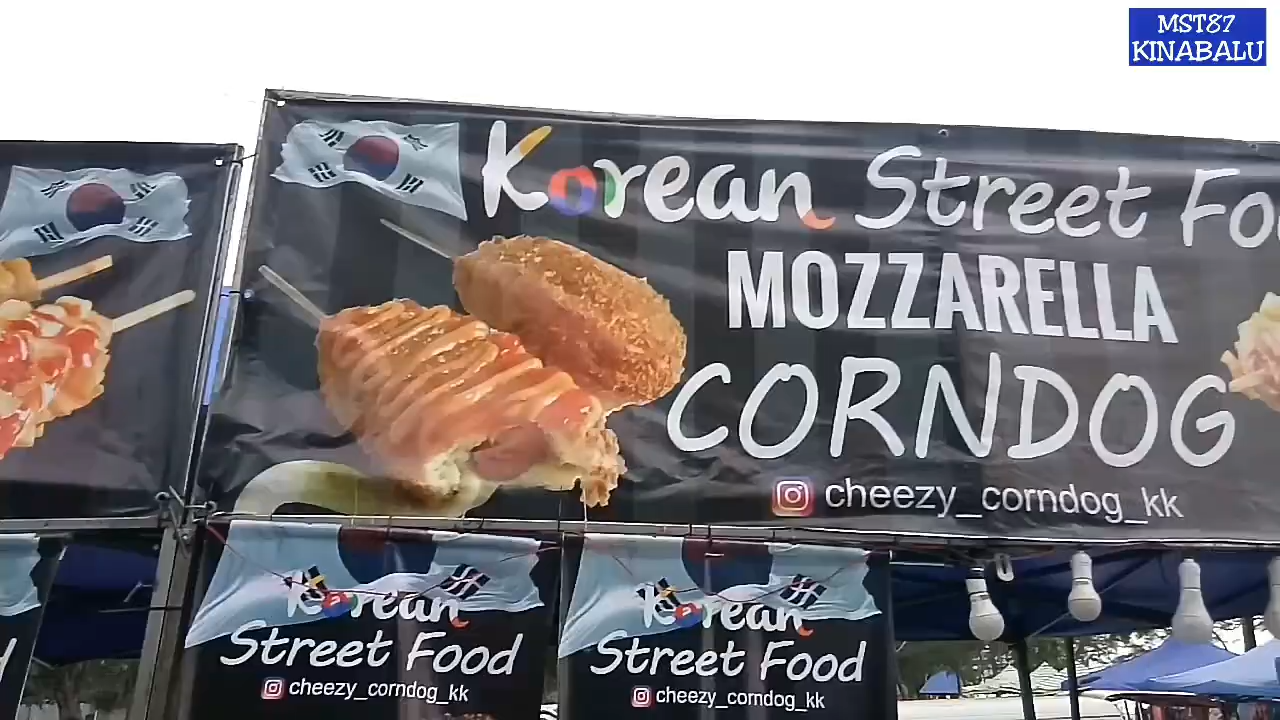 MST87
KINABALU
Korean Street Fo
MOZZARELLA
CORNDOG
cheezy_corndog_kk
Korean
Street Food
cheezy_corndog_kk
Korean
Street Food
cheezy_corndog_kk